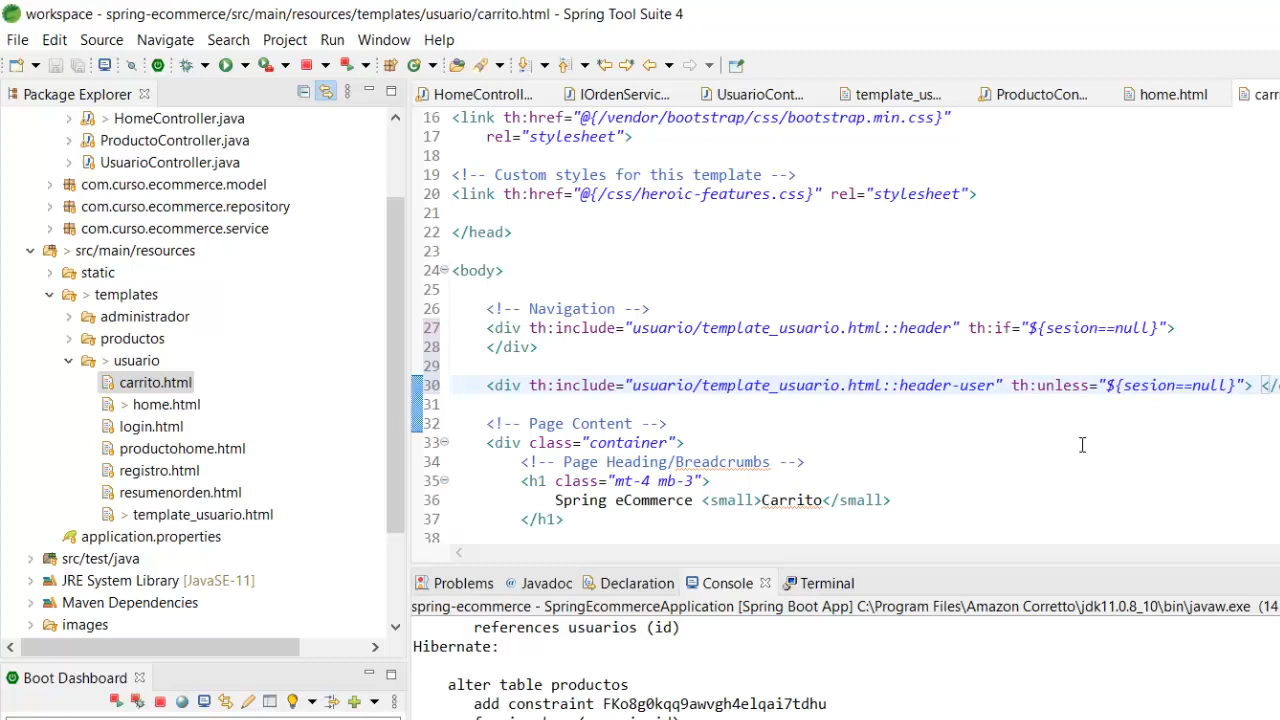 workspace - spring-ecommerce/src/main/resources/templates/usuario/carrito.html - Spring Tool Suite 4
File Edit Source Navigate Search Project Run Window Help
Package Explorer
> HomeController.java
ProductoController.java
UsuarioController.java
com.curso.ecommerce.model
com.curso.ecommerce.repository
com.curso.ecommerce.service
> src/main/resources
static
> templates
administrador
productos
> usuario
carrito.html
> home.html
login.html
productohome.html
registro.html
resumenorden.html
> template_usuario.html
application.properties
src/test/java
JRE System Library [JavaSE-11]
Maven Dependencies
images
Boot Dashboard
HomeControll... IOrdenServic... UsuarioCont... template_us... ProductoCon... home.html carri
16 <link th:href="@{/vendor/bootstrap/css/bootstrap.min.css}"
17 rel="stylesheet">
18
19 <!-- Custom styles for this template -->
20 <link th:href="@{/css/heroic-features.css}" rel="stylesheet">
21
22 </head>
23
24 <body>
25
26 <!-- Navigation -->
27 <div th:include="usuario/template_usuario.html::header" th:if="${sesion==null}">
28 </div>
29
30 <div th:include="usuario/template_usuario.html::header-user" th:unless="${sesion==null}"> </
31
32 <!-- Page Content -->
33 <div class="container">
34 <!-- Page Heading/Breadcrumbs -->
35 <h1 class="mt-4 mb-3">
36 Spring eCommerce <small>Carrito</small>
37 </h1>
38
Problems Javadoc Declaration Console Terminal
spring-ecommerce - SpringEcommerceApplication [Spring Boot App] C:\Program Files\Amazon Corretto\jdk11.0.8_10\bin\javaw.exe (14
references usuarios (id)
Hibernate:
alter table productos
add constraint FKo8g0kqq9awvgh4elqai7tdhu